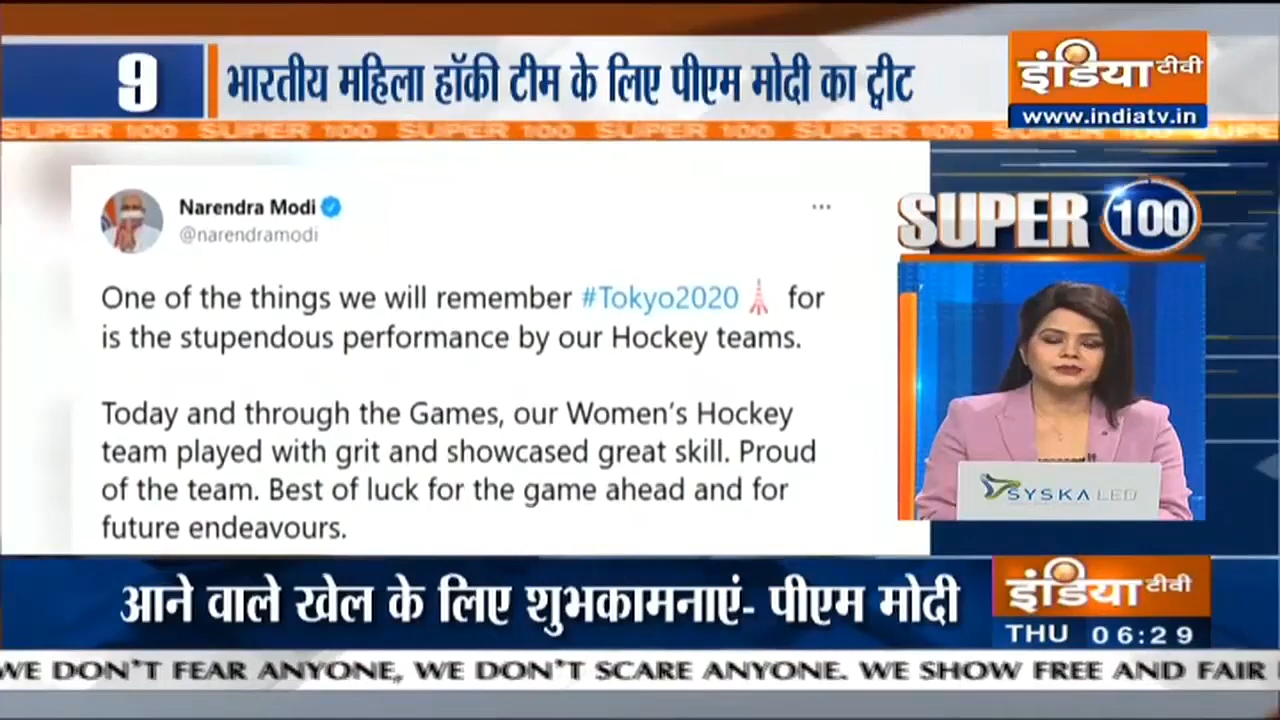 9
भारतीय महिला हॉकी टीम के लिए पीएम मोदी का ट्वीट
इंडिया टीवी
www.indiatv.in
SUPER 100 SUPER 100 SUPER 100 SUPER 100 SUPER 100 SUPER 100
Narendra Modi
@narendramodi
One of the things we will remember #Tokyo2020 for
is the stupendous performance by our Hockey teams.
Today and through the Games, our Women's Hockey
team played with grit and showcased great skill. Proud
of the team. Best of luck for the game ahead and for
future endeavours.
SUPER 100
SYSKA LED
आने वाले खेल के लिए शुभकामनाएं- पीएम मोदी
इंडिया टीवी
THU 06:29
WE DON'T FEAR ANYONE, WE DON'T SCARE ANYONE. WE SHOW FREE AND FAIR